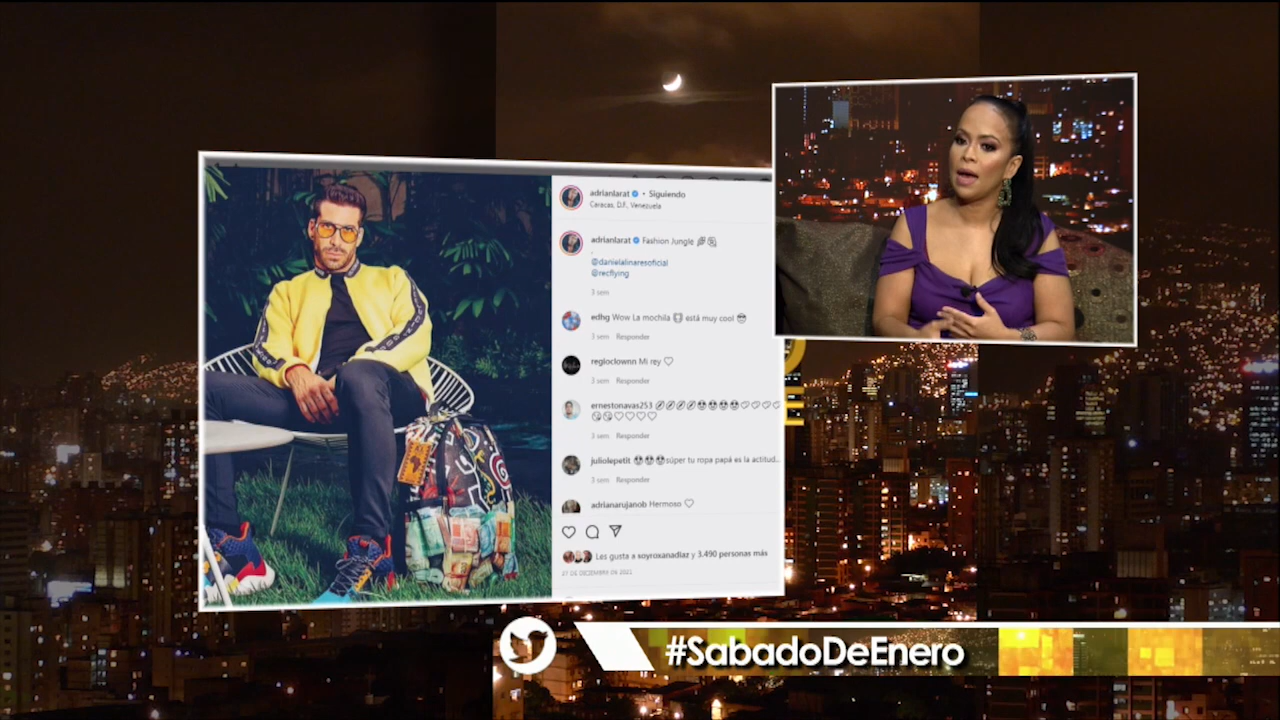 adrianlarat • Siguiendo
Caracas, D.F., Venezuela
adrianlarat Fashion Jungle
.
@danielalinaresoficial
@recflying
3 sem
edhg Wow La mochila está muy cool
3 sem Responder
regioclownn Mi rey
3 sem Responder
ernestonavas253
3 sem Responder
juliolepetit súper tu ropa papá es la actitud...
3 sem Responder
adrianarujanob Hermoso
Les gusta a soyroxanadiaz y 3.490 personas más
27 DE DEZEMBRO DE 2021
#SabadoDeEnero